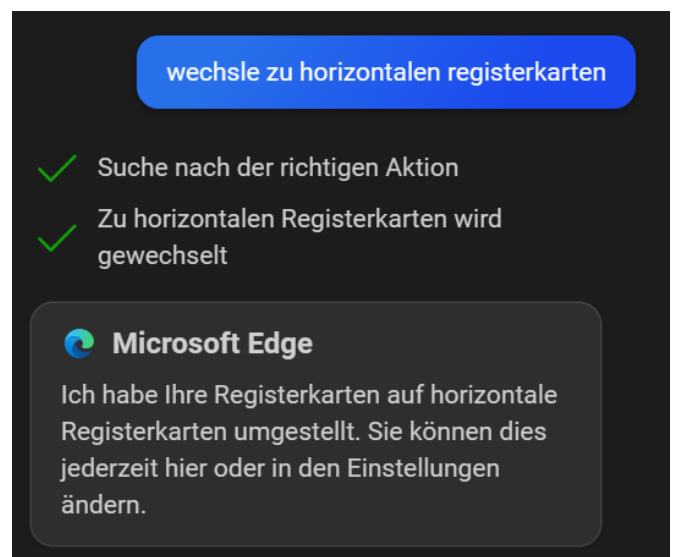 wechsle zu horizontalen registerkarten
Suche nach der richtigen Aktion
Zu horizontalen Registerkarten wird
gewechselt
Microsoft Edge
Ich habe Ihre Registerkarten auf horizontale
Registerkarten umgestellt. Sie können dies
jederzeit hier oder in den Einstellungen
ändern.